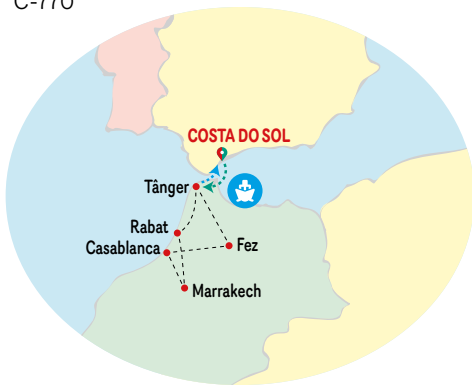 C-770
COSTA DO SOL
Tânger
Rabat
Casablanca
Fez
Marrakech